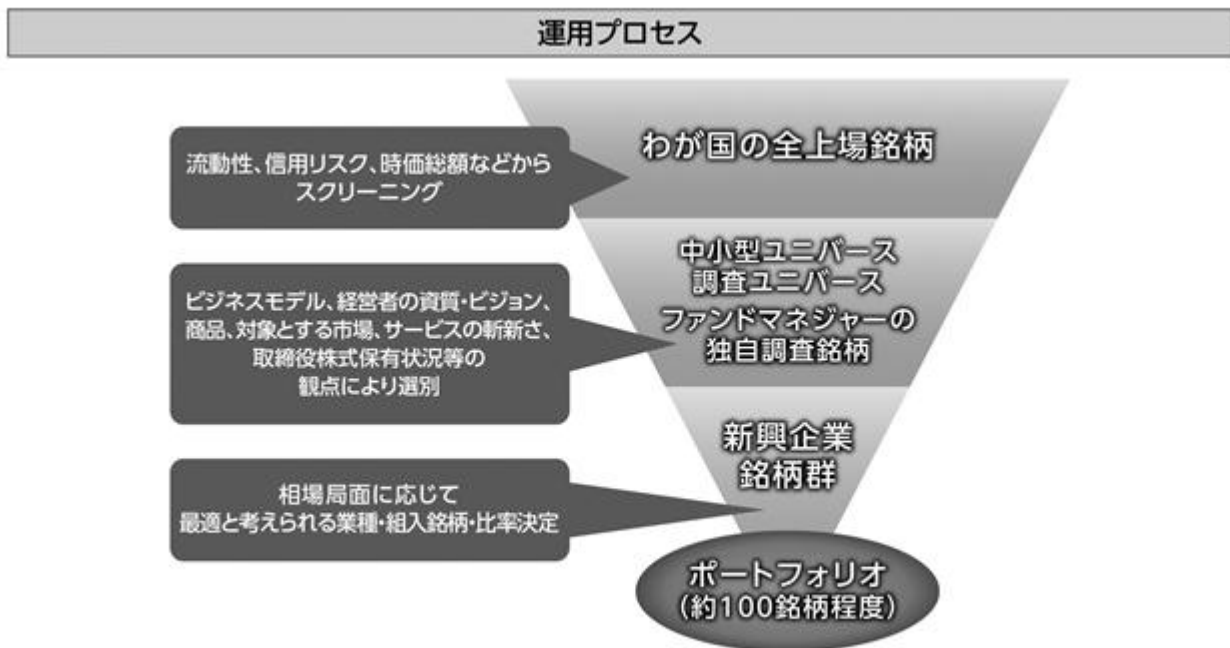 運用プロセス
わが国の全上場銘柄
流動性、信用リスク、時価総額などから
スクリーニング
中小型ユニバース
調査ユニバース
ファンドマネジャーの
独自調査銘柄
ビジネスモデル、経営者の資質・ビジョン、
商品、対象とする市場、サービスの斬新さ、
取締役株式保有状況等の
観点により選別
新興企業
銘柄群
相場局面に応じて
最適と考えられる業種・組入銘柄・比率決定
ポートフォリオ
(約100銘柄程度)